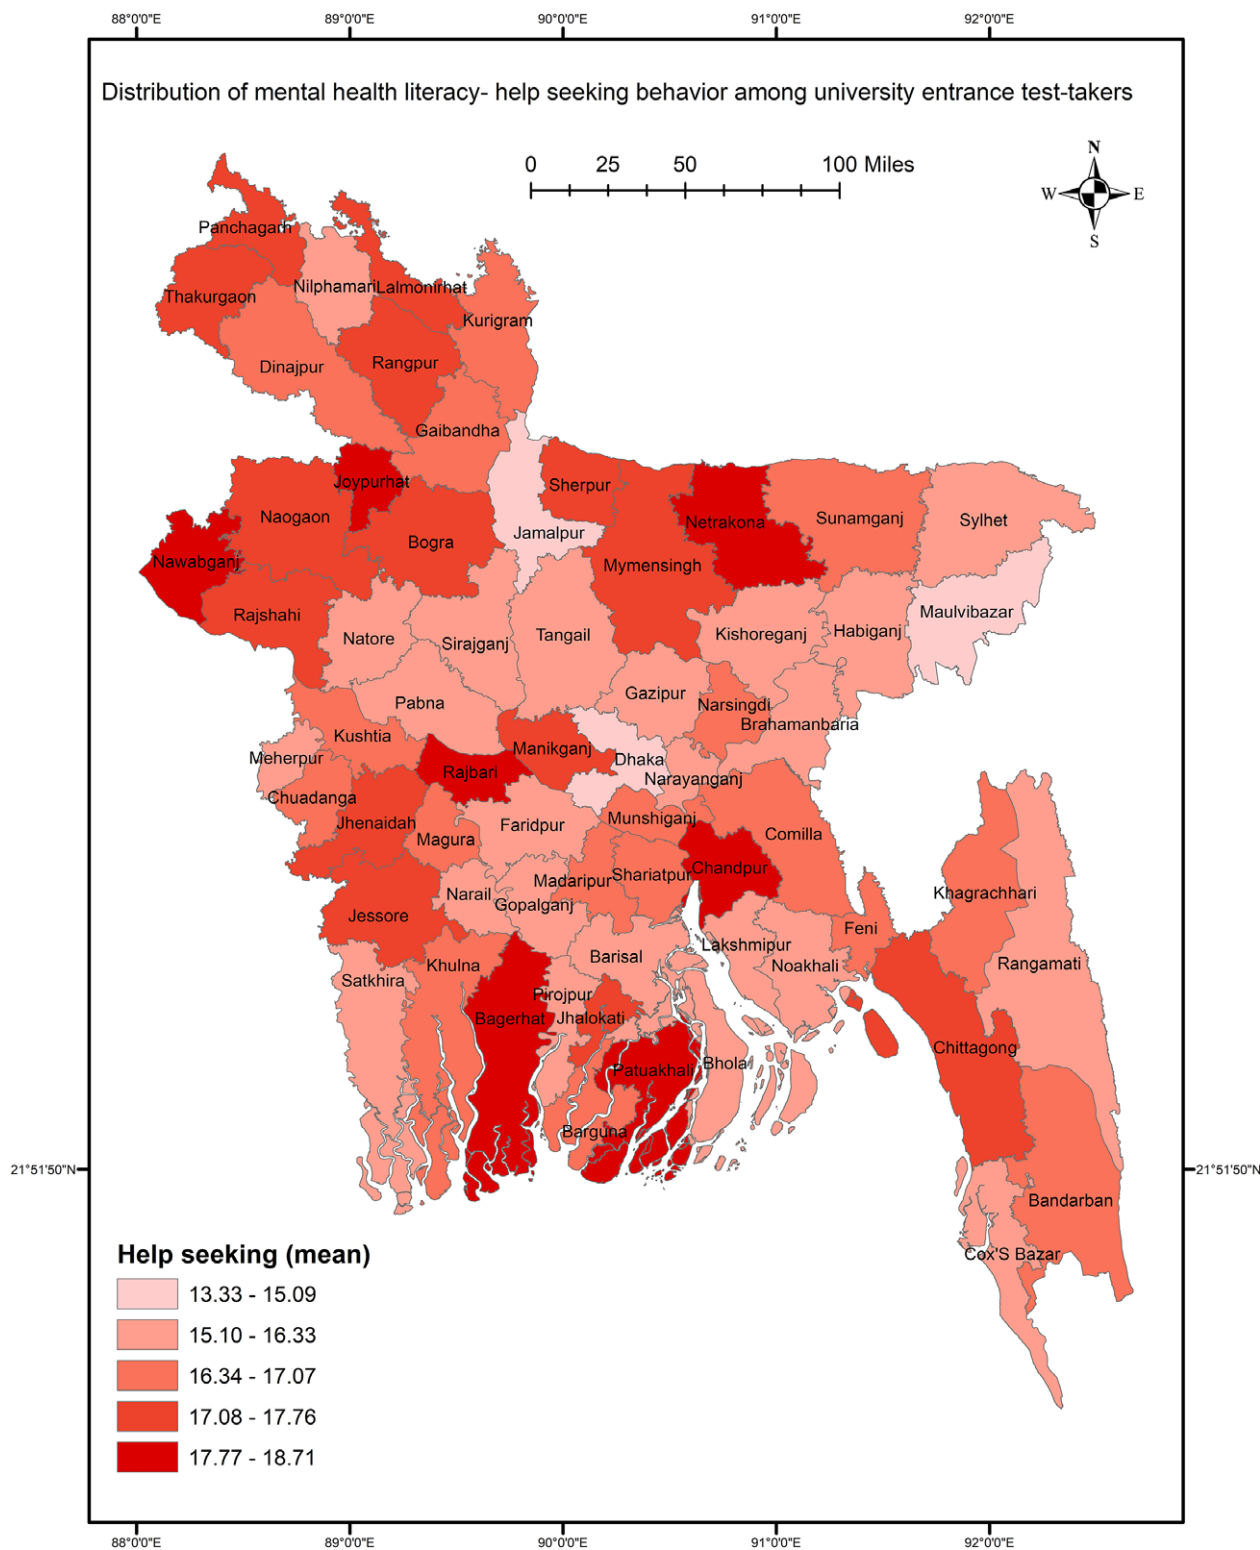 88°0'0"E 89°0'0"E 90°0'0"E 91°0'0"E 92°0'0"E
Distribution of mental health literacy- help seeking behavior among university entrance test-takers
0 25 50 100 Miles
N
W E
S
Panchagarh
Nilphamari Lalmonirhat
Thakurgaon
Kurigram
Dinajpur Rangpur
Gaibandha
Joypurhat Sherpur
Naogaon Netrakona Sunamganj Sylhet
Bogra Jamalpur
Nawabganj Mymensingh
Rajshahi Maulvibazar
Natore Sirajganj Tangail Kishoreganj Habiganj
Pabna Gazipur
Narsingdi
Brahamanbaria
Kushtia Manikganj
Meherpur Rajbari Dhaka
Narayanganj
Chuadanga
Jhenaidah Faridpur Munshiganj
Magura Comilla
Madaripur Shariatpur Chandpur
Narail Gopalganj Khagrachhari
Jessore Feni
Barisal Lakshmipur
Khulna Noakhali Rangamati
Satkhira Pirojpur
Bagerhat Jhalokati
Chittagong
Patuakhali Bhola
Barguna
21°51'50"N 21°51'50"N
Bandarban
Cox'S Bazar
Help seeking (mean)
13.33 - 15.09
15.10 - 16.33
16.34 - 17.07
17.08 - 17.76
17.77 - 18.71
88°0'0"E 89°0'0"E 90°0'0"E 91°0'0"E 92°0'0"E